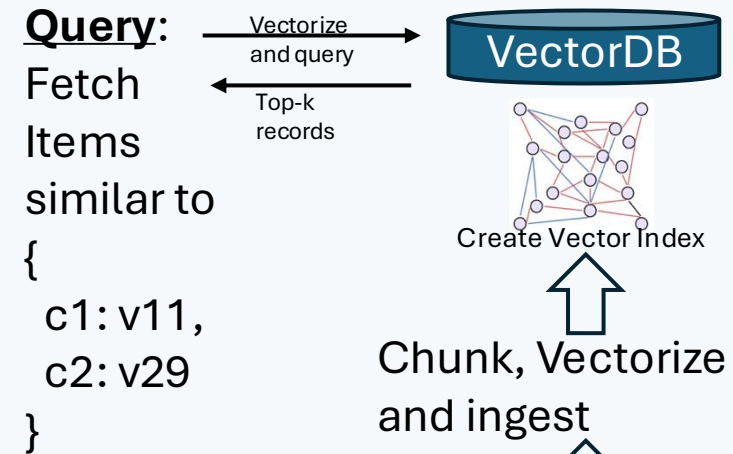 Query:
Fetch
Items
similar to
{
c1: v11,
c2: v29
}
Vectorize
and query
Top-k
records
VectorDB
Create Vector Index
Chunk, Vectorize
and ingest